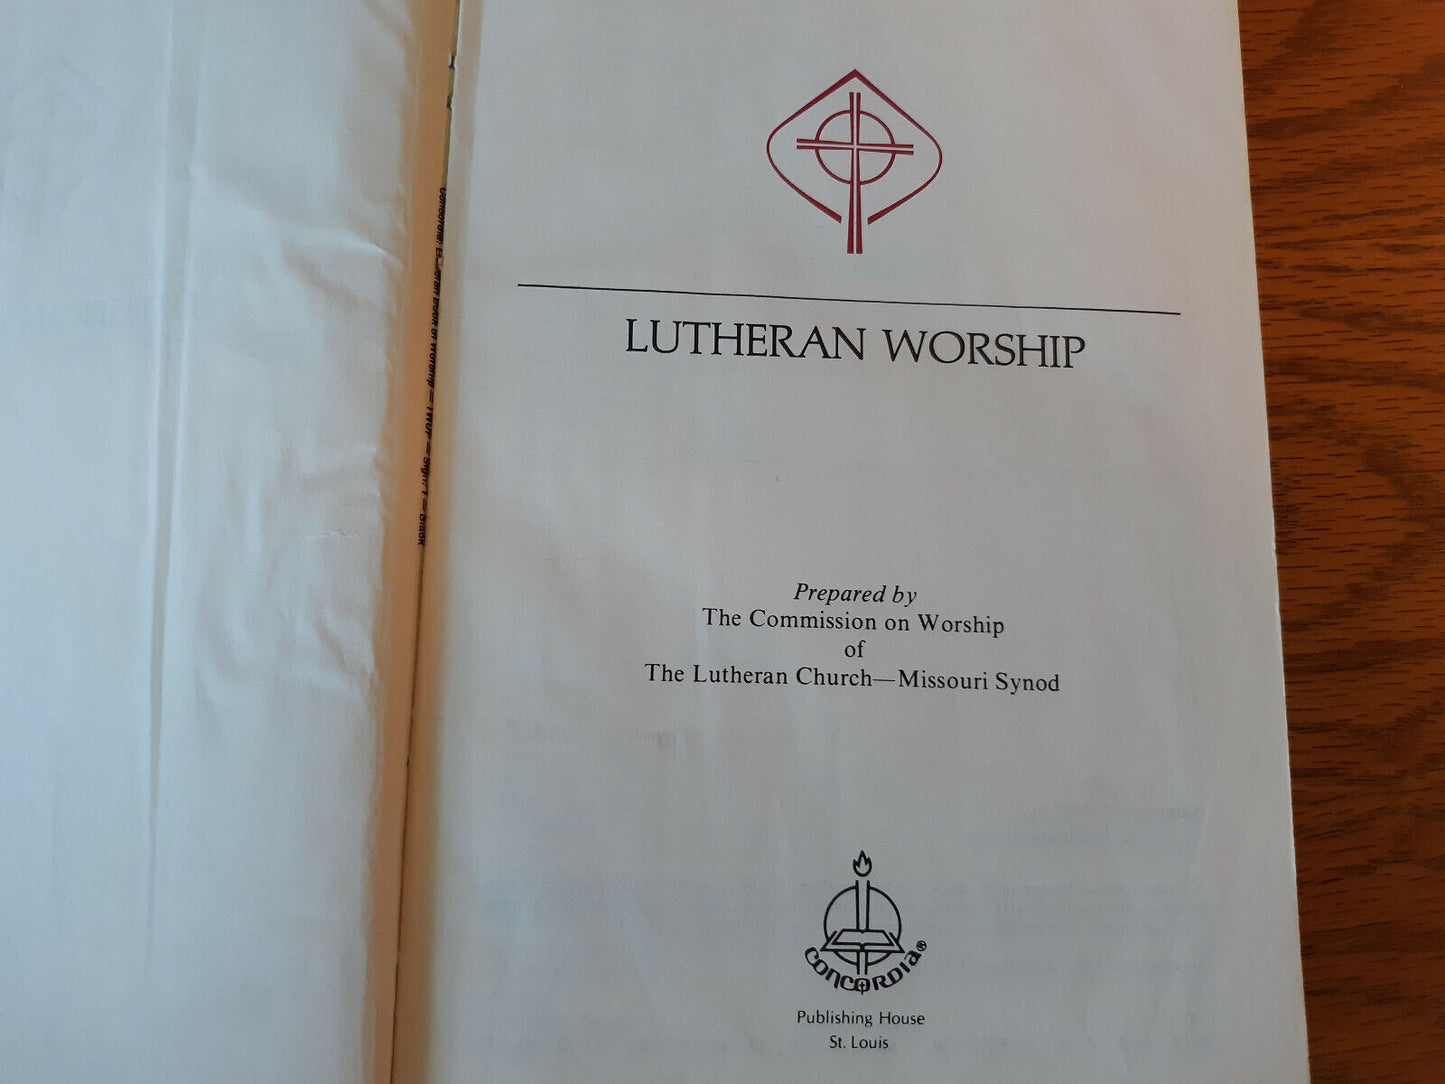 LUTHERAN WORSHIP
Prepared by
The Commission on Worship
of
The Lutheran Church—Missouri Synod
CONCORDIA®
Publishing House
St. Louis